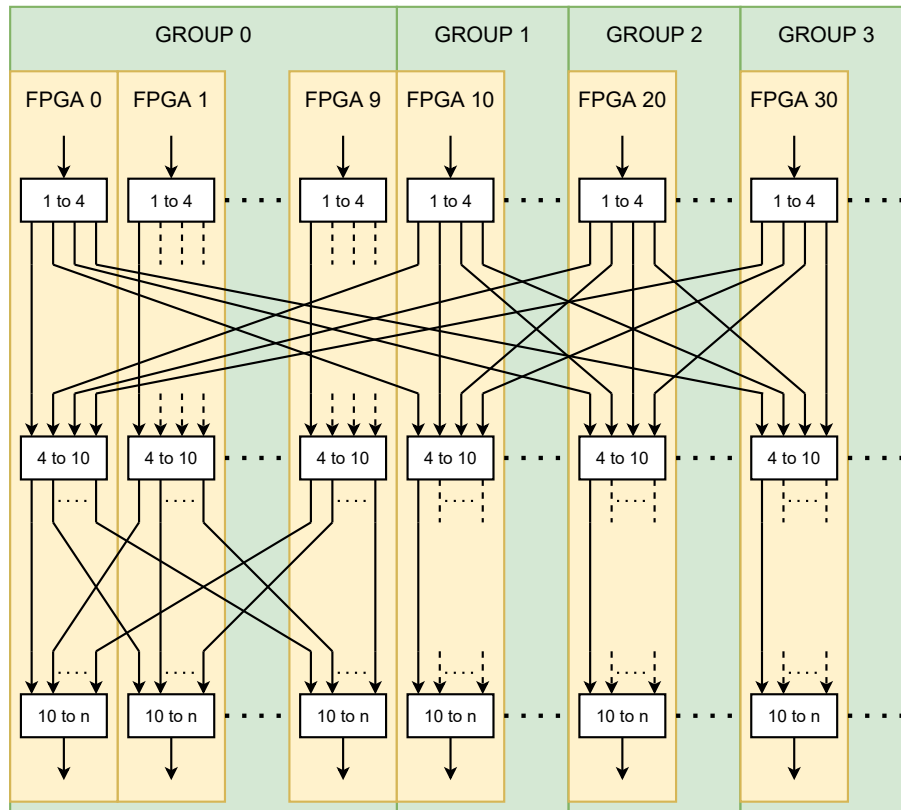 GROUP 0 GROUP 1 GROUP 2 GROUP 3
FPGA 0 FPGA 1 FPGA 9 FPGA 10 FPGA 20 FPGA 30
1 to 4 1 to 4 1 to 4 1 to 4 1 to 4 1 to 4
4 to 10 4 to 10 4 to 10 4 to 10 4 to 10 4 to 10
10 to n 10 to n 10 to n 10 to n 10 to n 10 to n